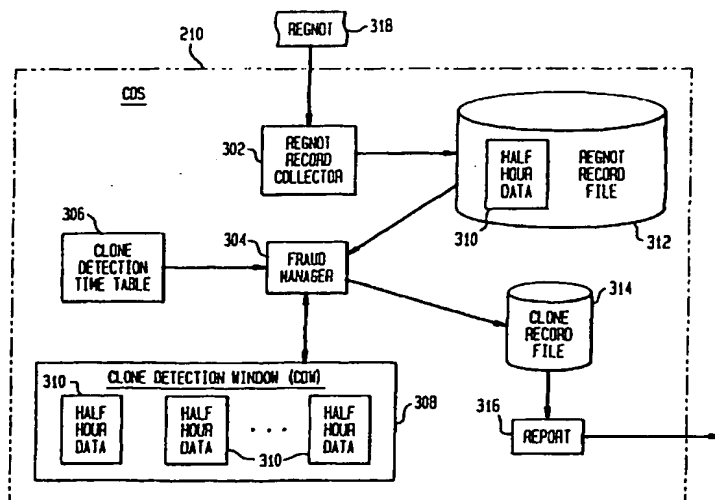 REGNOT
318
210
CDS
302
REGNOT
RECORD
COLLECTOR
HALF
HOUR
DATA
310
REGNOT
RECORD
FILE
312
306
CLONE
DETECTION
TIME TABLE
304
FRAUD
MANAGER
314
CLONE
RECORD
FILE
CLONE DETECTION WINDOW (CDW)
310
HALF
HOUR
DATA
HALF
HOUR
DATA
...
310
HALF
HOUR
DATA
308
316
REPORT